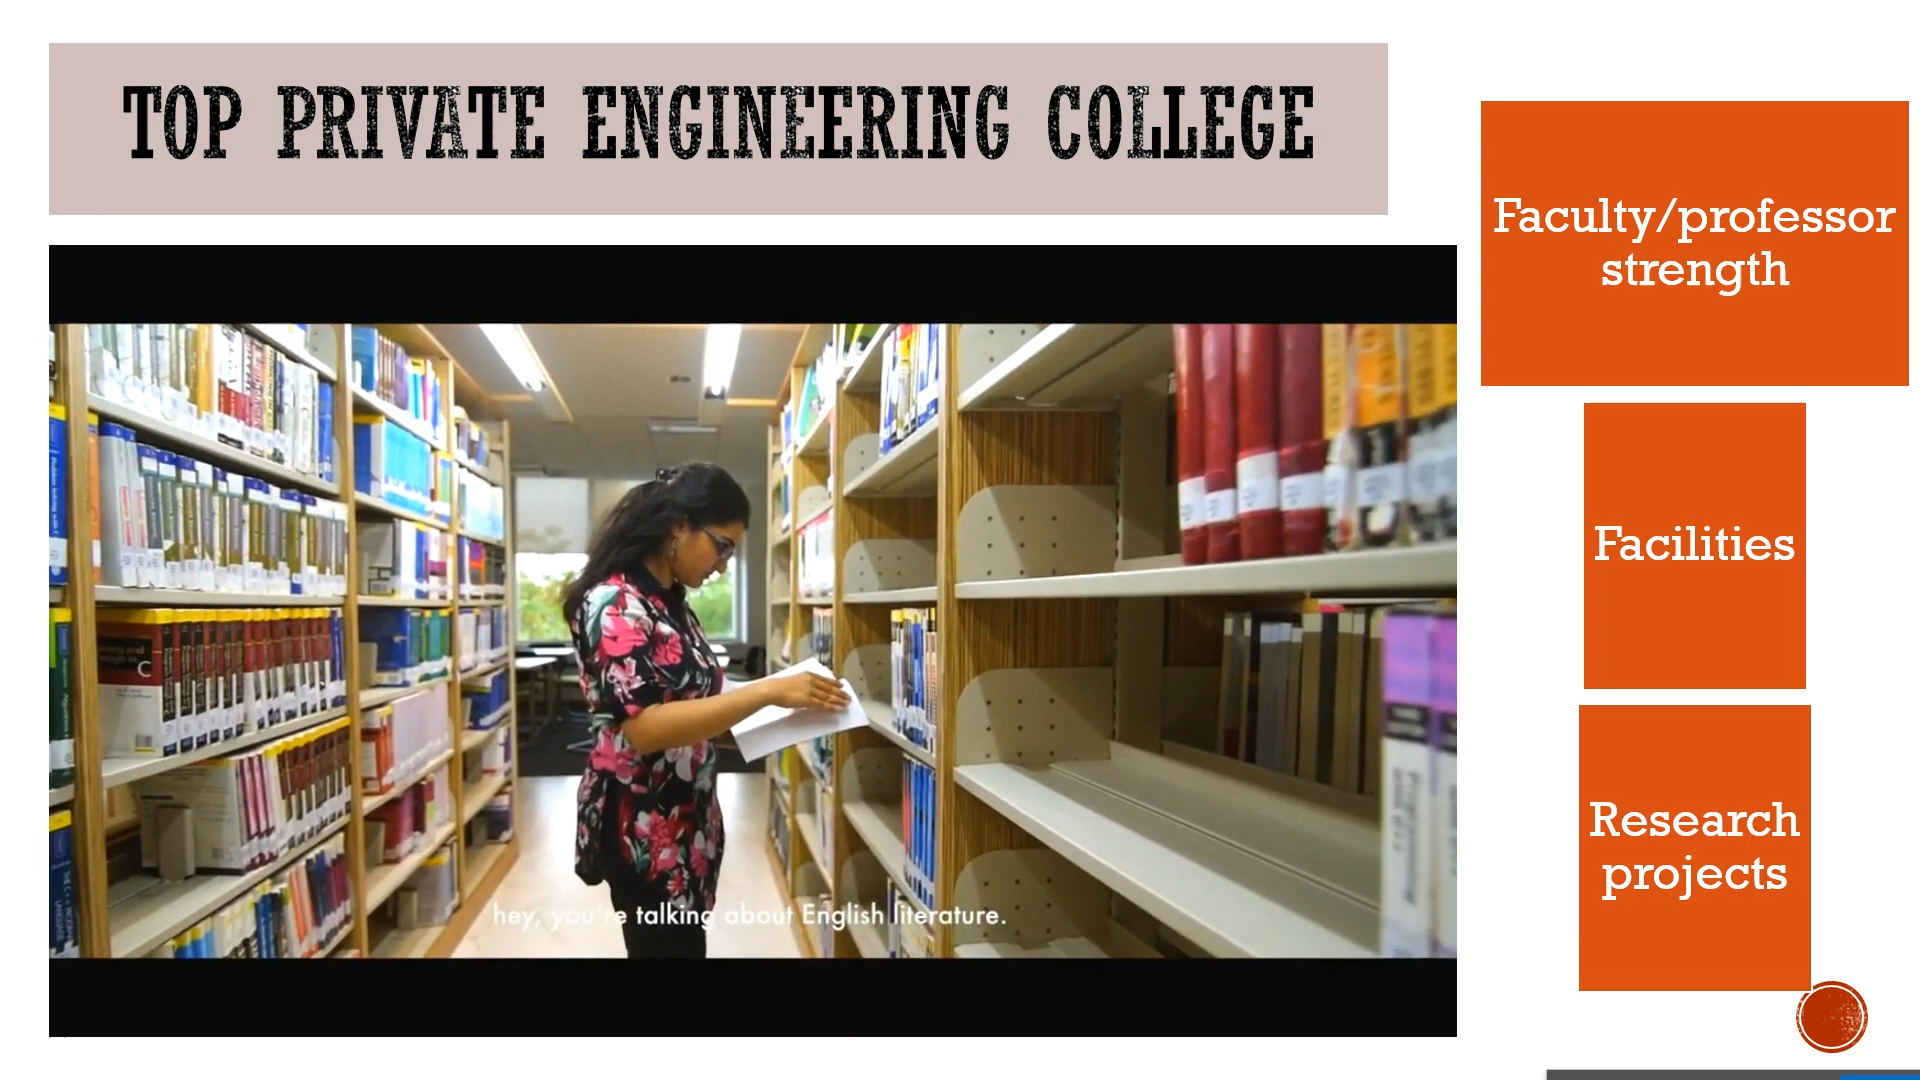 TOP PRIVATE ENGINEERING COLLEGE
Faculty/professor
strength
Facilities
Research
projects
hey, you're talking about English literature.
C